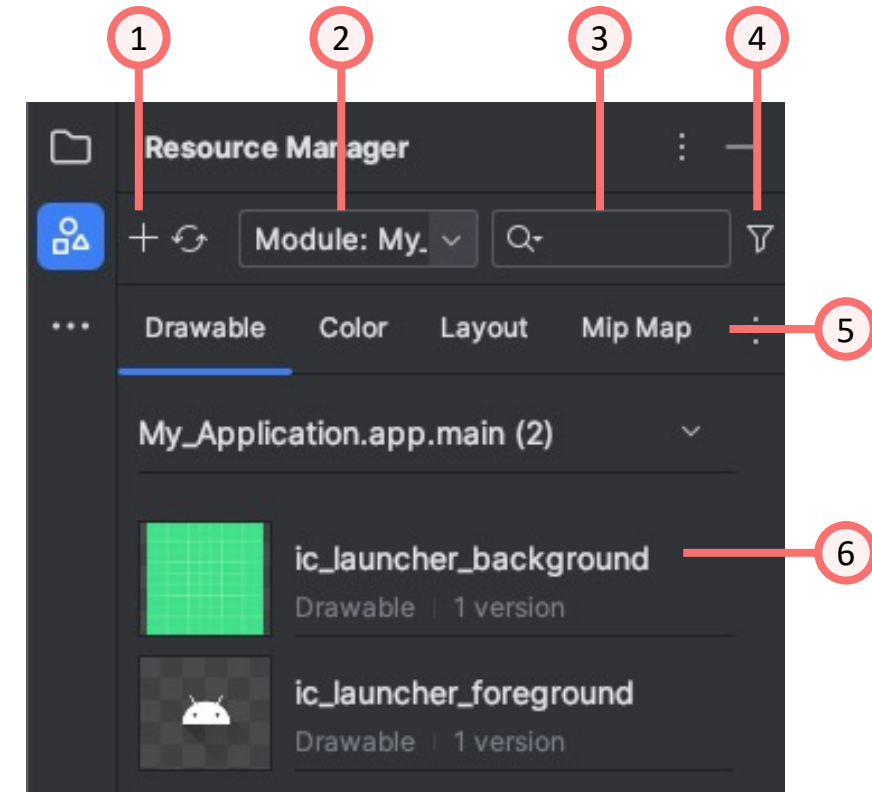 1 2 3 4
Resource Manager
Module: My_
Drawable Color Layout Mip Map
5
My_Application.app.main (2)
ic_launcher_background
6
Drawable | 1 version
ic_launcher_foreground
Drawable | 1 version